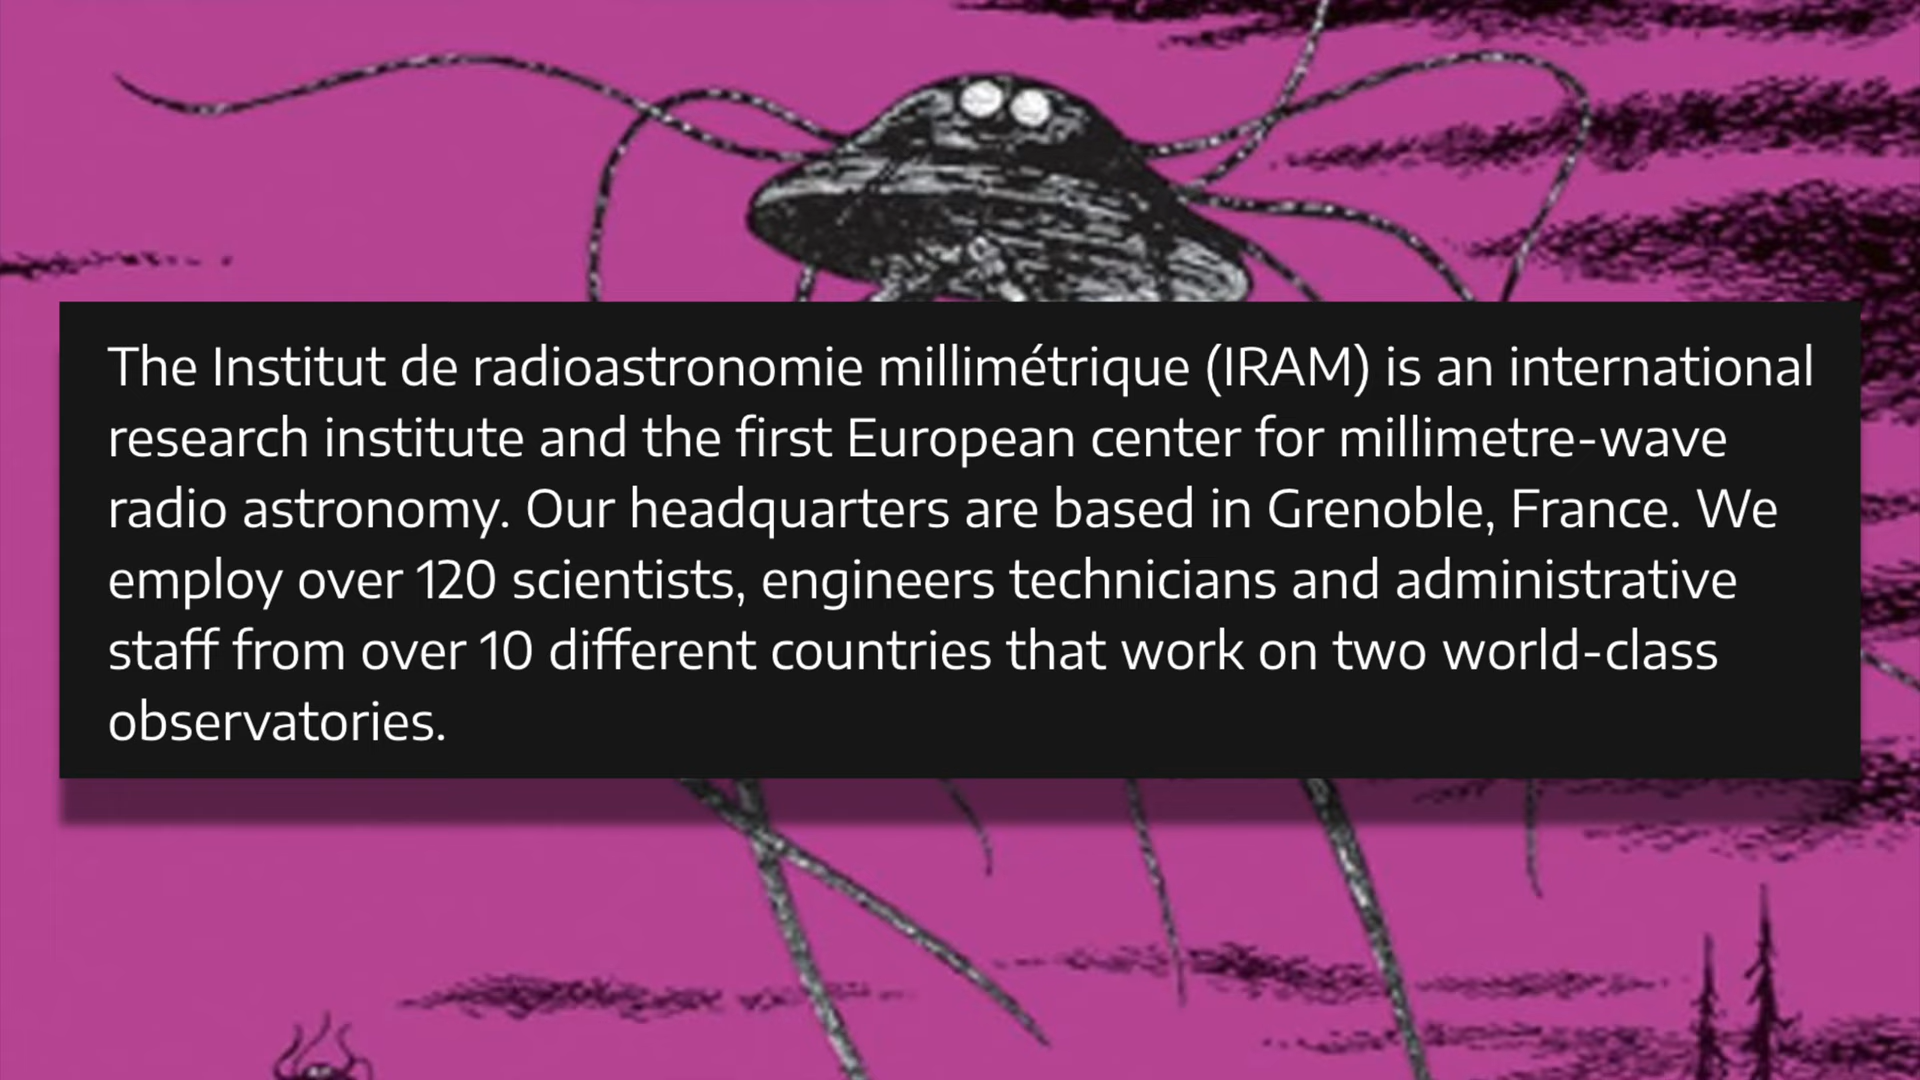 The Institut de radioastronomie millimétrique (IRAM) is an international
research institute and the first European center for millimetre-wave
radio astronomy. Our headquarters are based in Grenoble, France. We
employ over 120 scientists, engineers technicians and administrative
staff from over 10 different countries that work on two world-class
observatories.